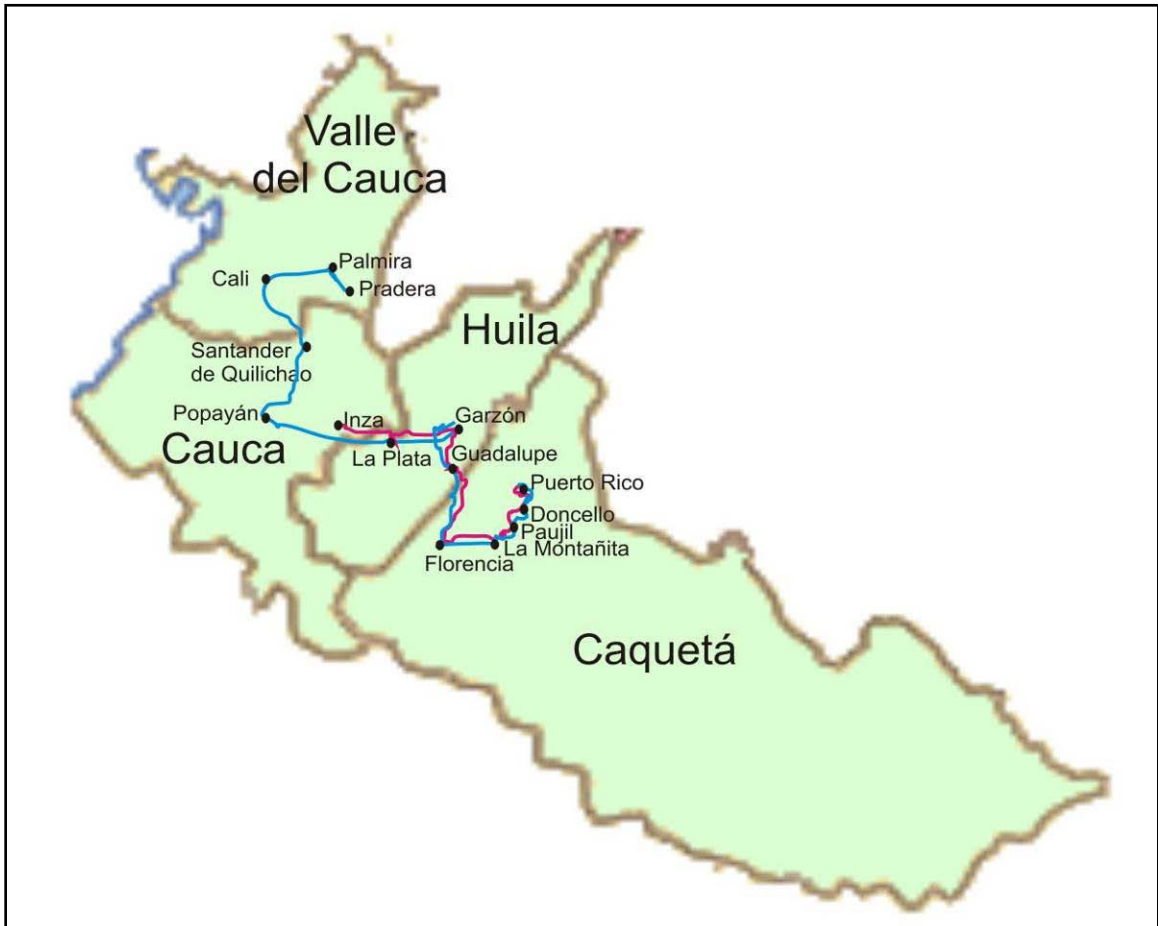 Valle
del Cauca
Palmira
Cali
Pradera
Huila
Santander
de Quilichao
Popayán
Inza
Garzón
Cauca
La Plata
Guadalupe
Puerto Rico
Doncello
Paujil
La Montañita
Florencia
Caquetá